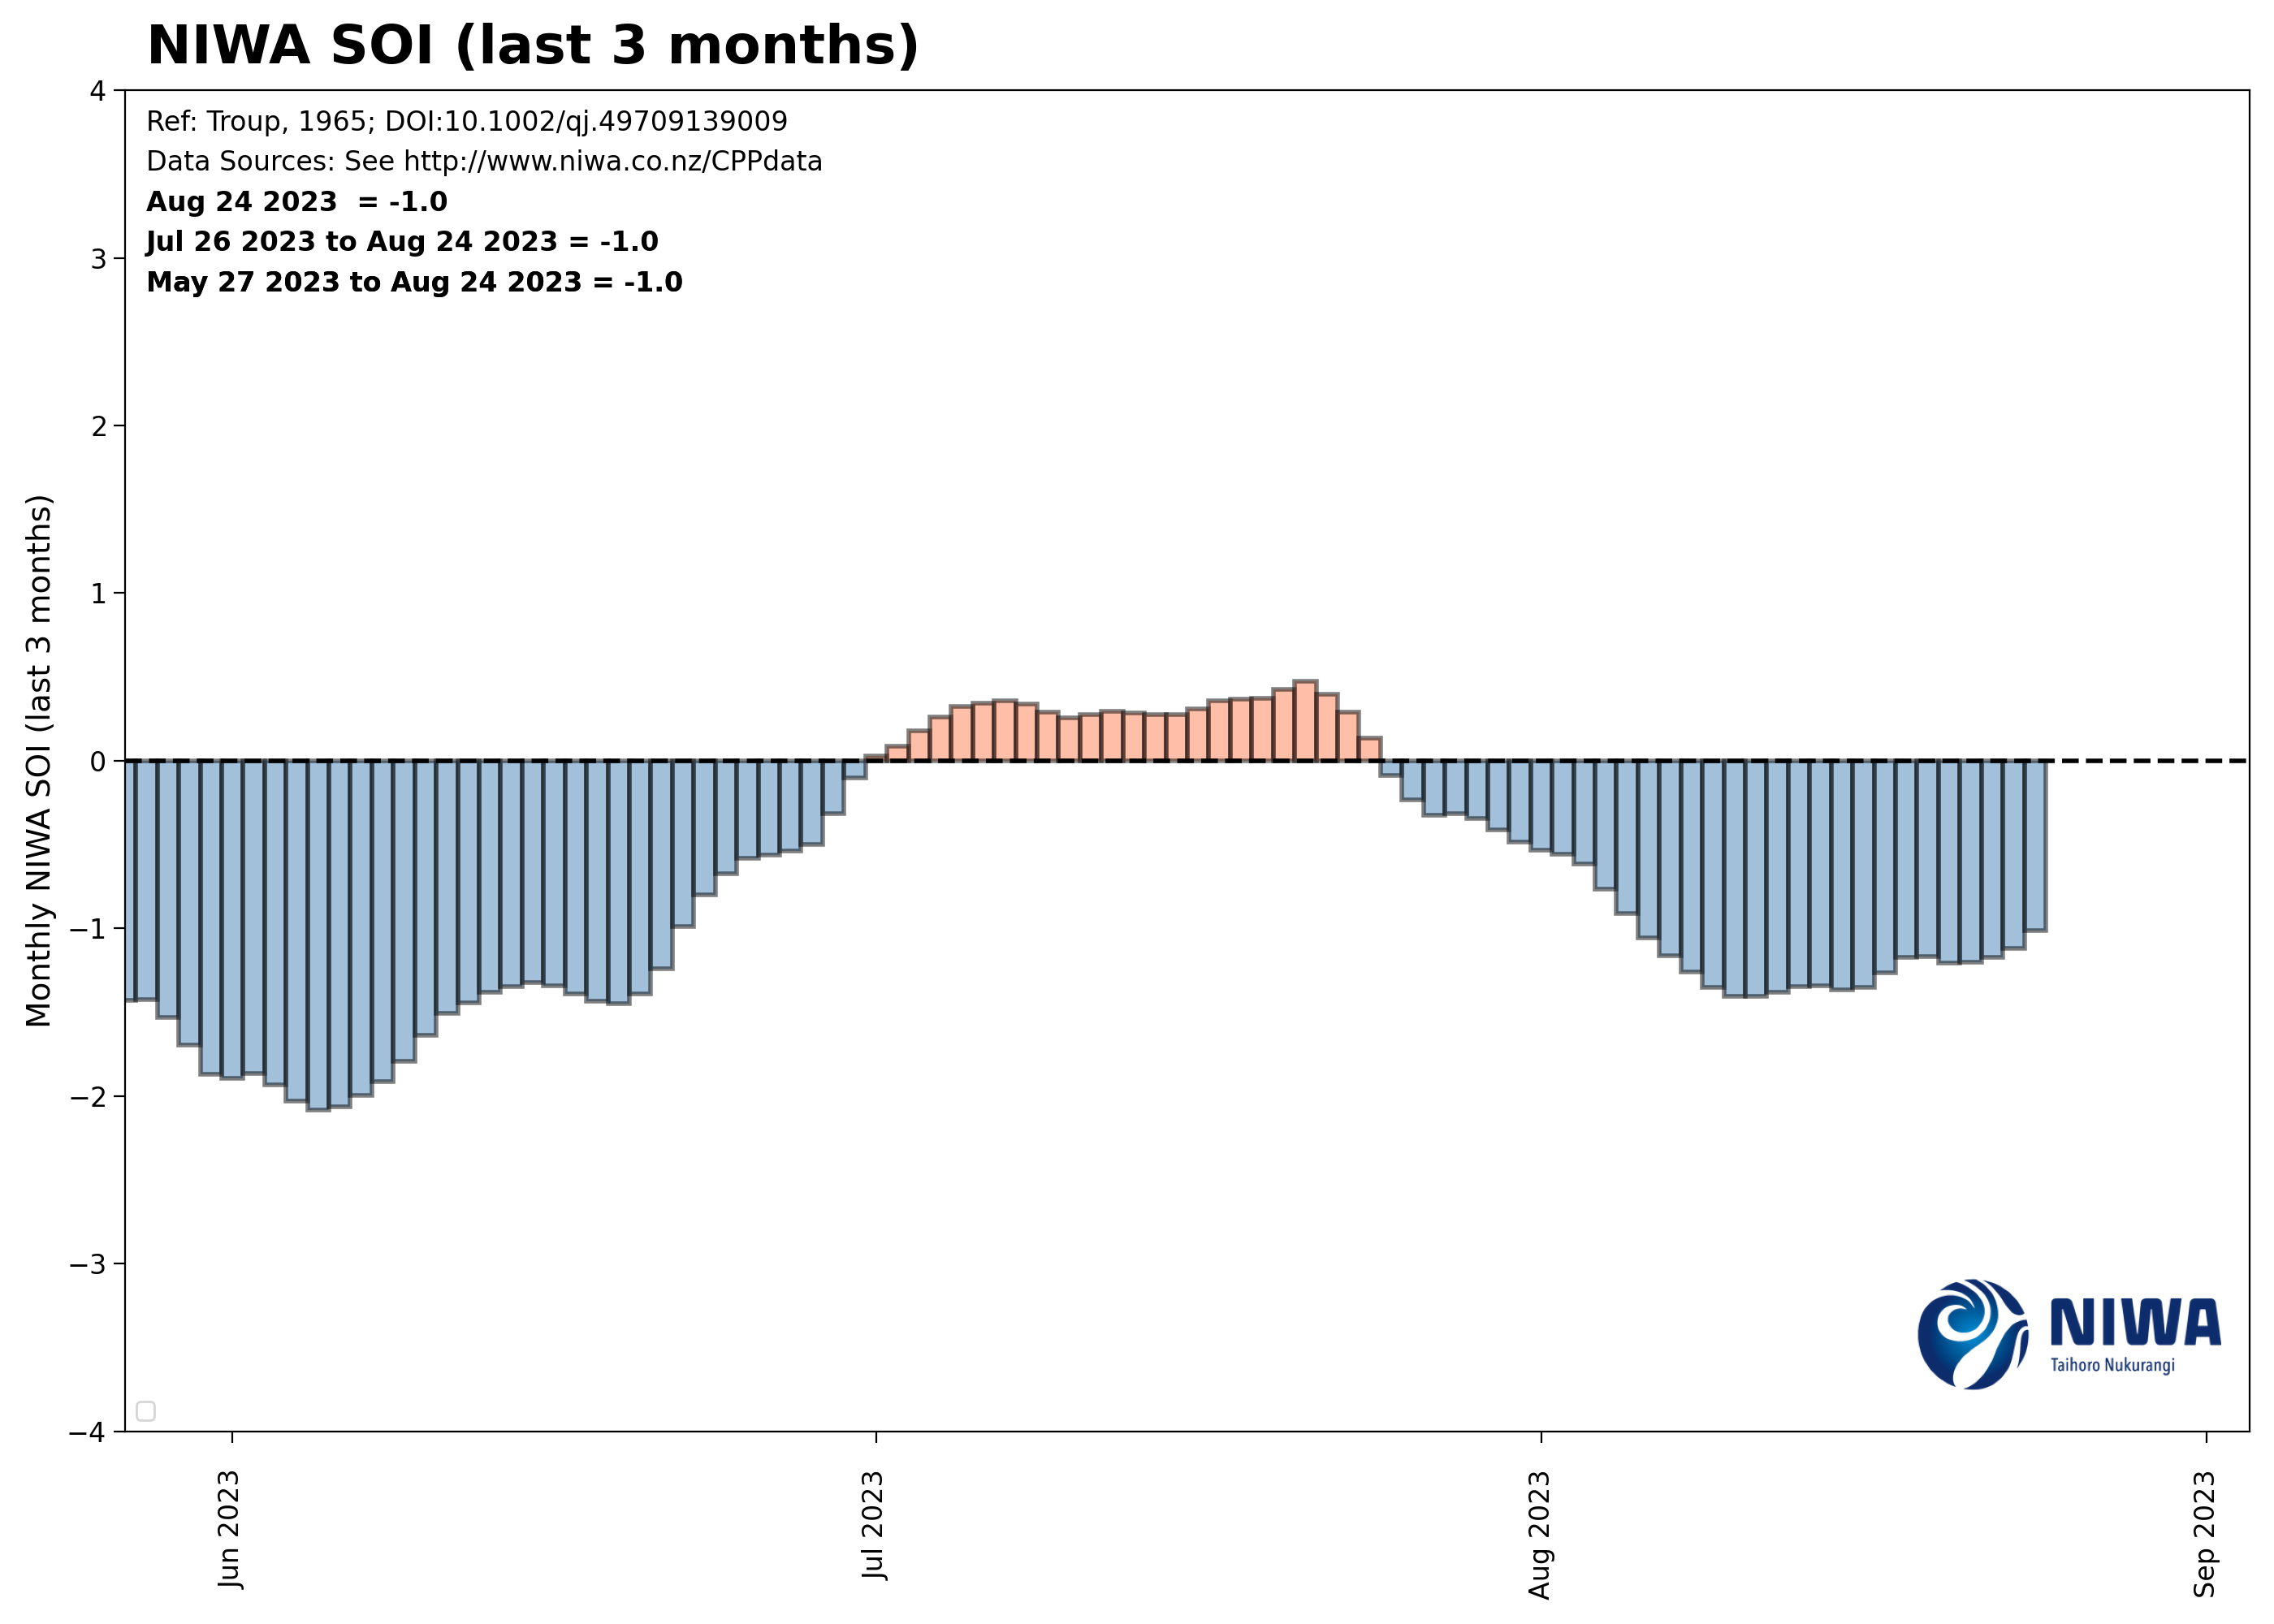 NIWA SOI (last 3 months)
Ref: Troup, 1965; DOI:10.1002/qj.49709139009
Data Sources: See http://www.niwa.co.nz/CPPdata
Aug 24 2023  = -1.0
Jul 26 2023 to Aug 24 2023 = -1.0
May 27 2023 to Aug 24 2023 = -1.0
Monthly NIWA SOI (last 3 months)
4
3
2
1
0
−1
−2
−3
−4
NIWA
Taihoro Nukurangi
Jun 2023
Jul 2023
Aug 2023
Sep 2023